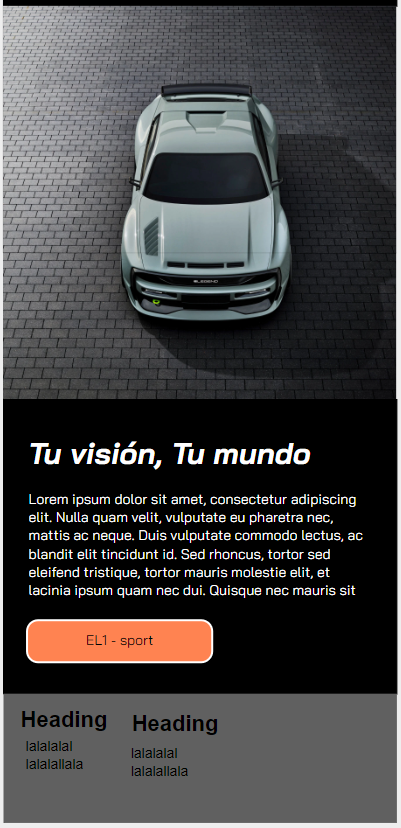 ELEGEND
Tu visión, Tu mundo
Lorem ipsum dolor sit amet, consectetur adipiscing
elit. Nulla quam velit, vulputate eu pharetra nec,
mattis ac neque. Duis vulputate commodo lectus, ac
blandit elit tincidunt id. Sed rhoncus, tortor sed
eleifend tristique, tortor mauris molestie elit, et
lacinia ipsum quam nec dui. Quisque nec mauris sit
EL1 - sport
Heading
lalalalal
lalalallala
Heading
lalalalal
lalalallala